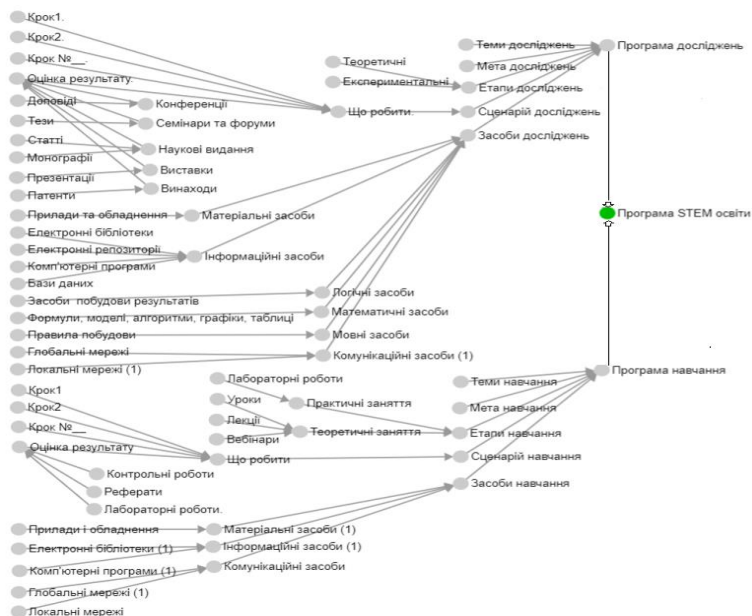 Крок1.
Крок2.
Крок №__.
Оцінка результату.
Доповіді
Тези
Статті
Монографії
Презентації
Патенти
Конференції
Семінари та форуми
Наукові видання
Виставки
Винаходи
Прилади та обладнання
Електронні бібліотеки
Електронні репозиторії
Комп'ютерні програми
Бази даних
Засоби побудови результатів
Формули, моделі, алгоритми, графіки, таблиці
Правила побудови
Глобальні мережі
Локальні мережі (1)
Матеріальні засоби
Інформаційні засоби
Логічні засоби
Математичні засоби
Мовні засоби
Комунікаційні засоби (1)
Теоретичні
Експериментальні
Що робити.
Теми досліджень
Мета досліджень
Етапи досліджень
Сценарій досліджень
Засоби досліджень
Програма досліджень
Програма STEM освіти
Програма навчання
Крок1
Крок2
Крок №__
Оцінка результату
Контрольні роботи
Реферати
Лабораторні роботи.
Лабораторні роботи
Уроки
Лекції
Вебінари
Що робити
Практичні заняття
Теоретичні заняття
Теми навчання
Мета навчання
Етапи навчання
Сценарій навчання
Засоби навчання
Прилади і обладнання
Електронні бібліотеки (1)
Комп'ютерні програми (1)
Глобальні мережі (1)
Локальні мережі
Матеріальні засоби (1)
Інформаційні засоби (1)
Комунікаційні засоби